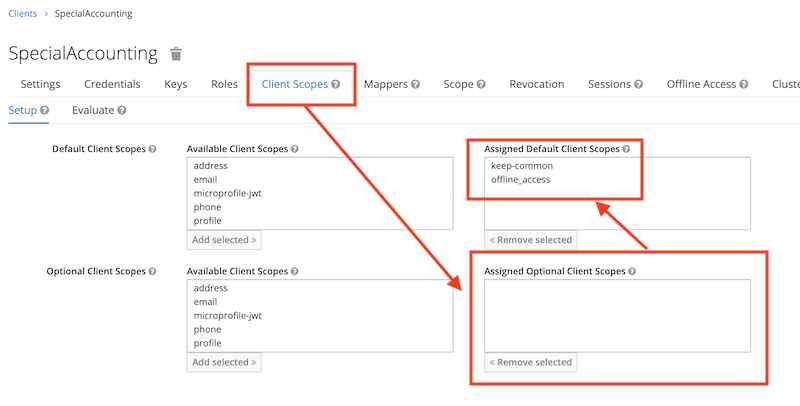 Clients > SpecialAccounting
SpecialAccounting
Settings Credentials Keys Roles Client Scopes ? Mappers ? Scope ? Revocation Sessions ? Offline Access ? Cluste
Setup ? Evaluate ?
Default Client Scopes ? Available Client Scopes ? Assigned Default Client Scopes ?
address keep-common
email offline_access
microprofile-jwt
phone
profile
Add selected » « Remove selected
Optional Client Scopes ? Available Client Scopes ? Assigned Optional Client Scopes ?
address
email
microprofile-jwt
phone
profile
Add selected » « Remove selected